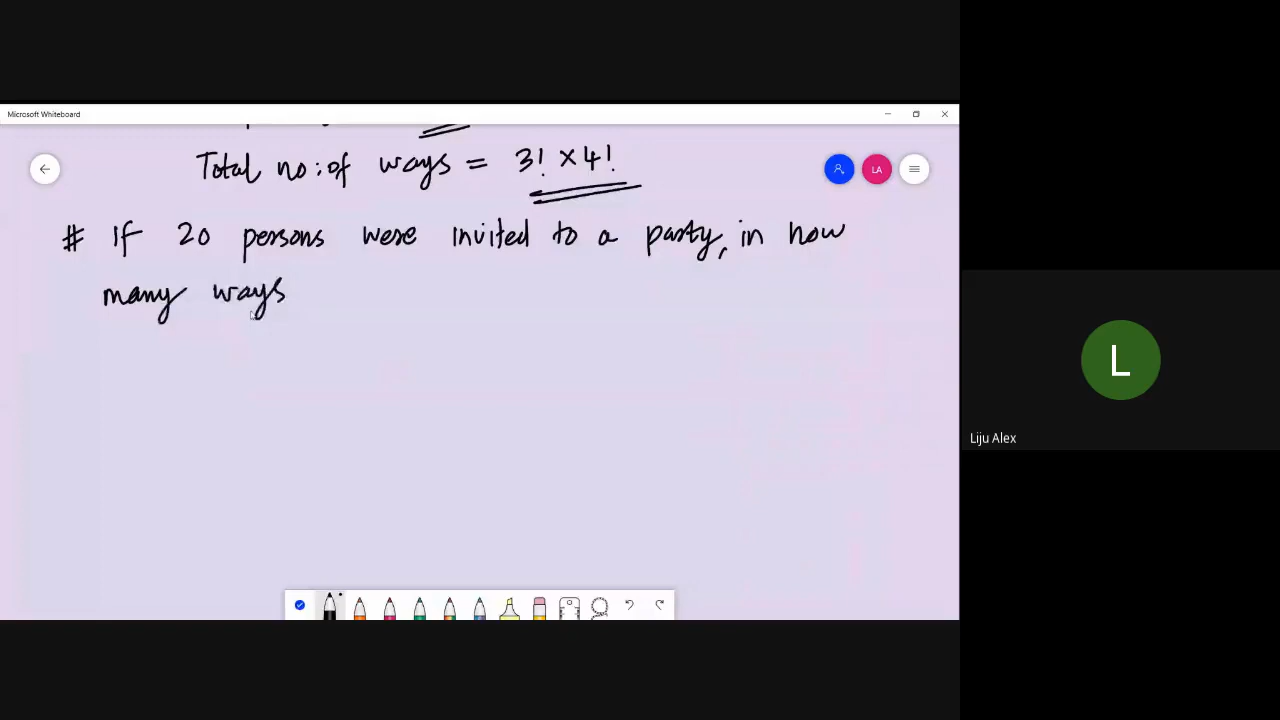 Microsoft Whiteboard
Total no: of ways = 3! × 4!
LA
# If 20 persons were invited to a party, in how
many ways
L
Liju Alex